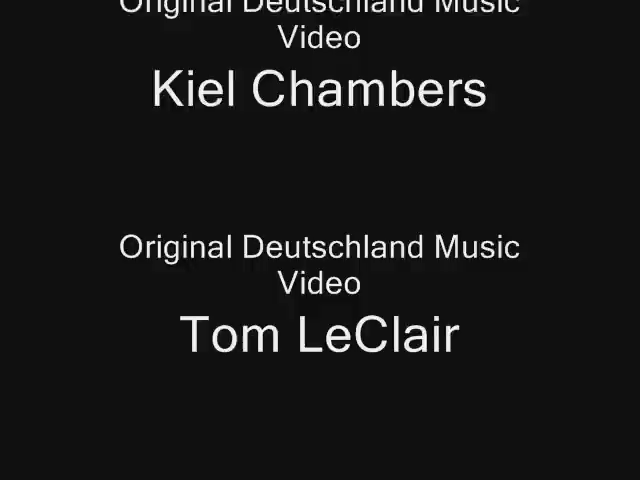 Original Deutschland Music
Video
Kiel Chambers
Original Deutschland Music
Video
Tom LeClair